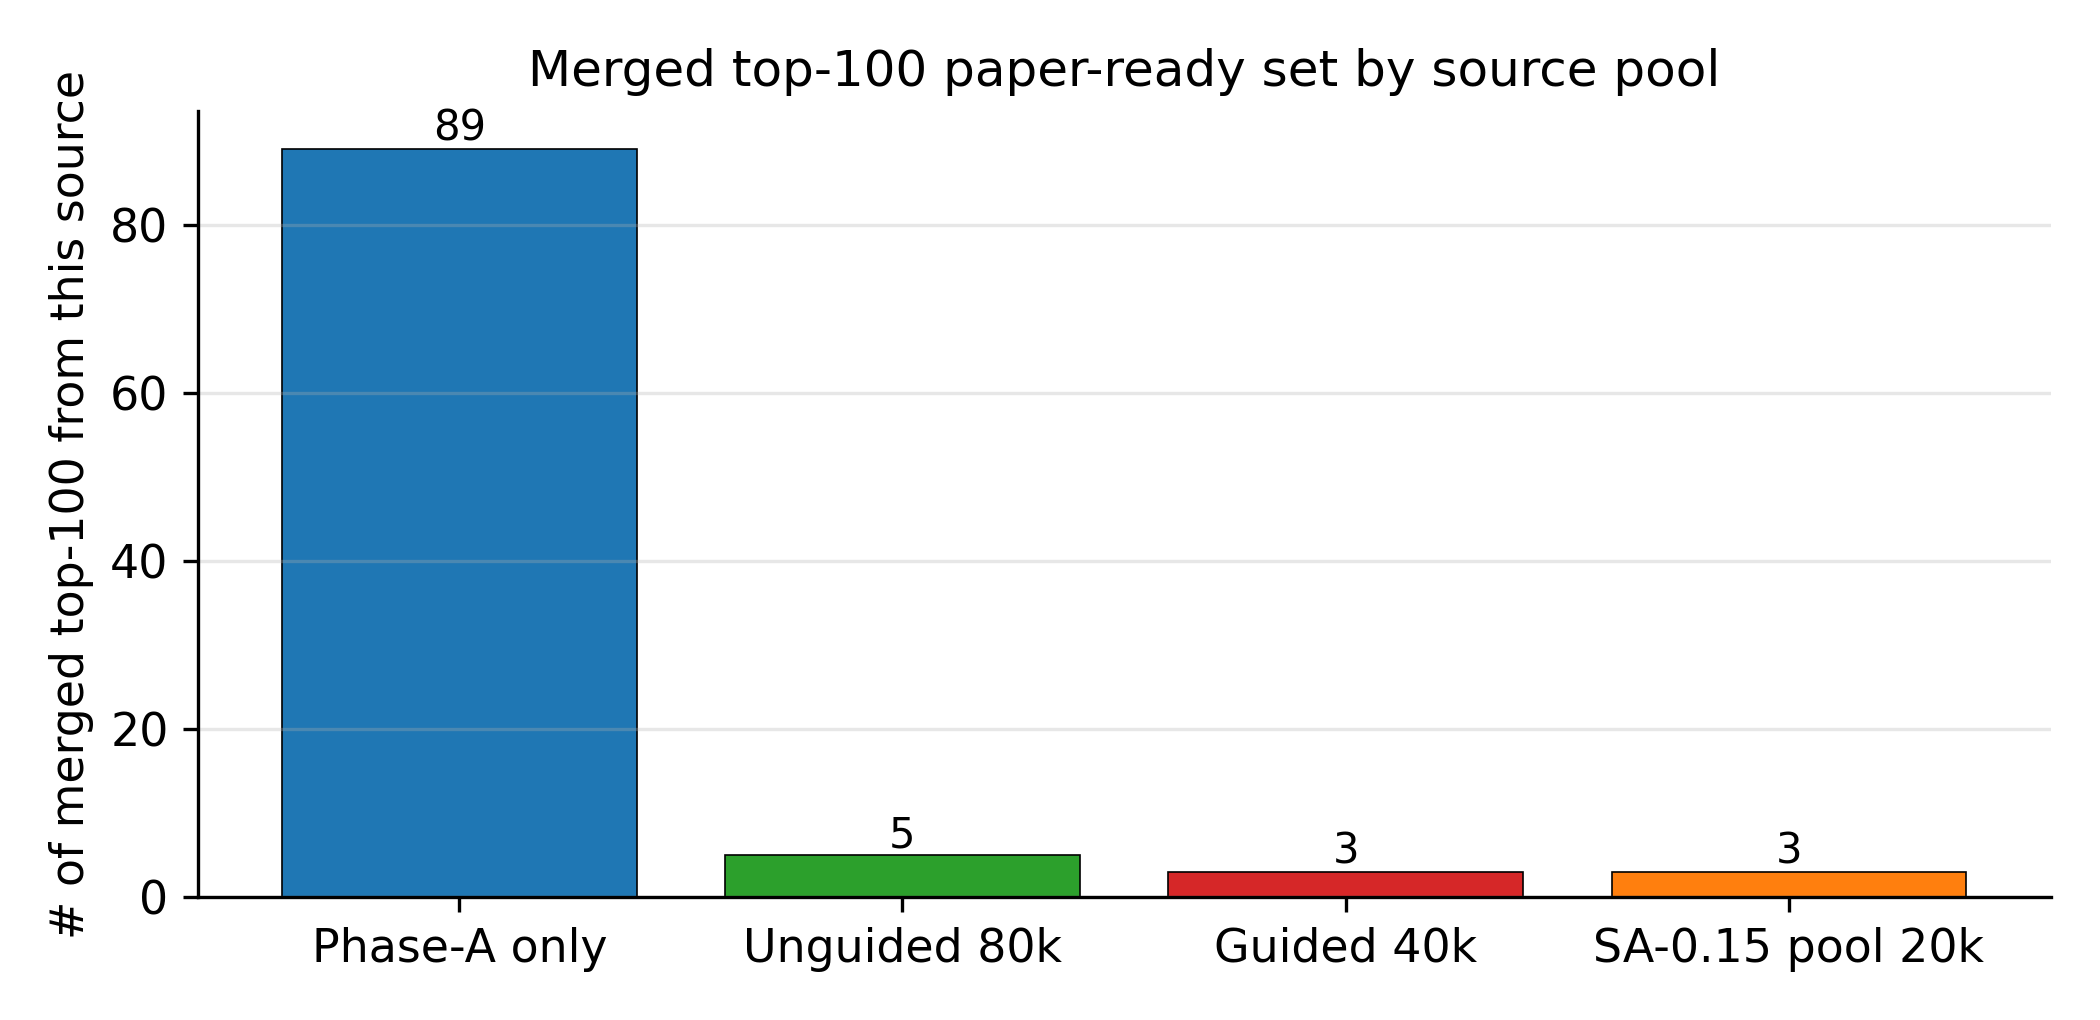 Merged top-100 paper-ready set by source pool
# of merged top-100 from this source
80
60
40
20
0
89
5
3
3
Phase-A only
Unguided 80k
Guided 40k
SA-0.15 pool 20k